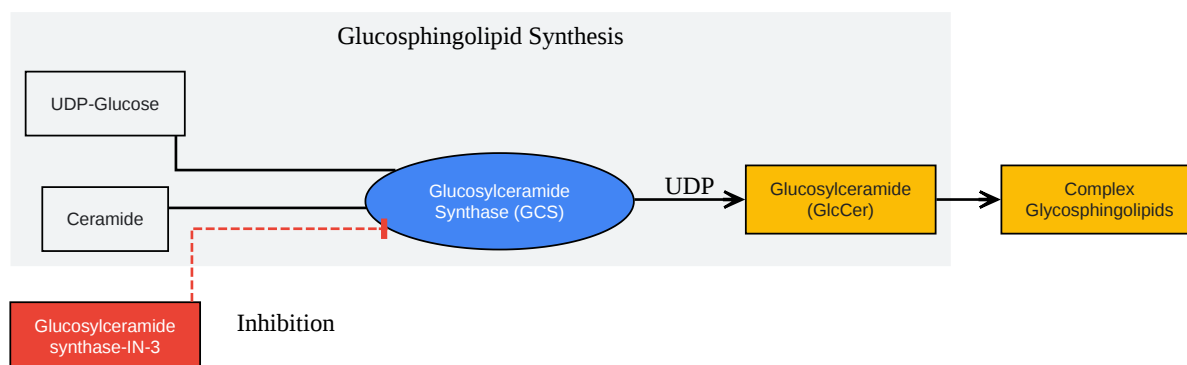 Glucosphingolipid Synthesis
UDP-Glucose
Ceramide
Glucosylceramide
Synthase (GCS)
UDP
Glucosylceramide
(GlcCer)
Complex
Glycosphingolipids
Glucosylceramide
synthase-IN-3
Inhibition